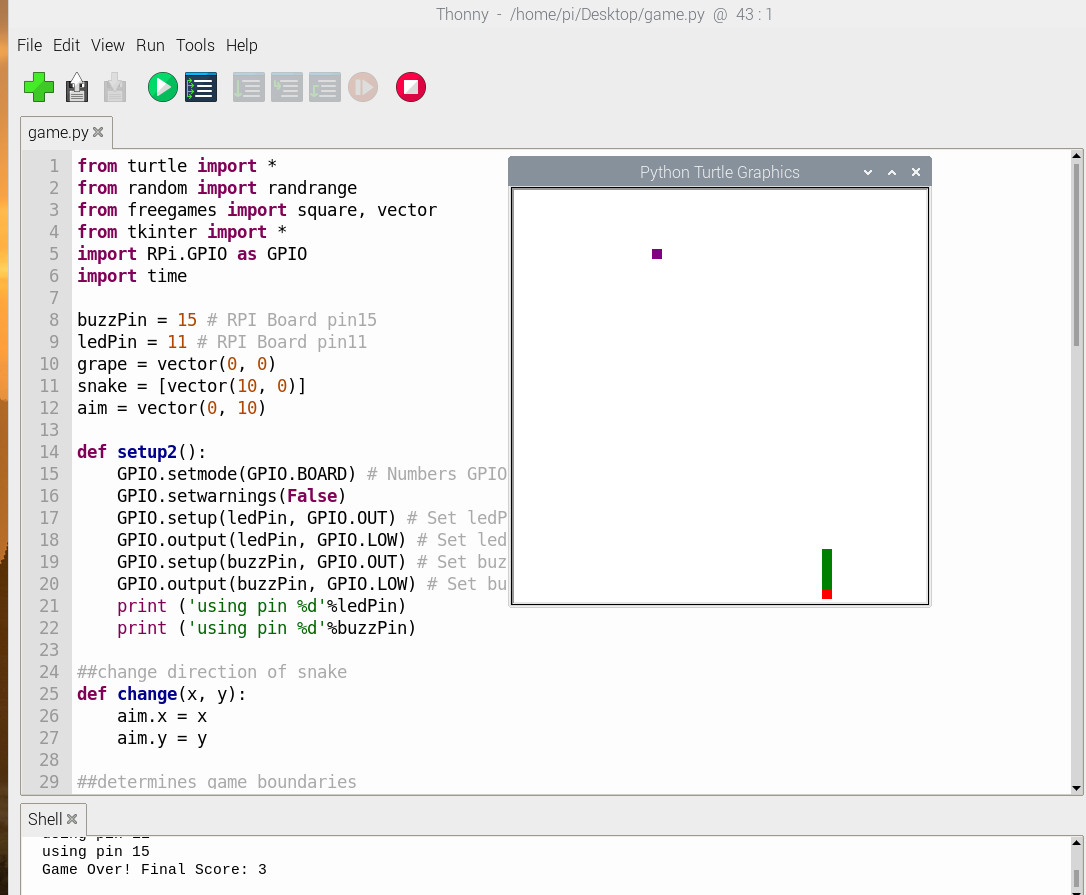 Thonny - /home/pi/Desktop/game.py @ 43 : 1
File Edit View Run Tools Help
game.py
1 from turtle import *
2 from random import randrange
3 from freegames import square, vector
4 from tkinter import *
5 import RPi.GPIO as GPIO
6 import time
7
8 buzzPin = 15 # RPI Board pin15
9 ledPin = 11 # RPI Board pin11
10 grape = vector(0, 0)
11 snake = [vector(10, 0)]
12 aim = vector(0, 10)
13
14 def setup2():
15 GPIO.setmode(GPIO.BOARD) # Numbers GPIO
16 GPIO.setwarnings(False)
17 GPIO.setup(ledPin, GPIO.OUT) # Set ledP
18 GPIO.output(ledPin, GPIO.LOW) # Set led
19 GPIO.setup(buzzPin, GPIO.OUT) # Set buz
20 GPIO.output(buzzPin, GPIO.LOW) # Set bu
21 print ('using pin %d'%ledPin)
22 print ('using pin %d'%buzzPin)
23
24 ##change direction of snake
25 def change(x, y):
26 aim.x = x
27 aim.y = y
28
29 ##determines game boundaries
Python Turtle Graphics
Shell
using pin 11
using pin 15
Game Over! Final Score: 3